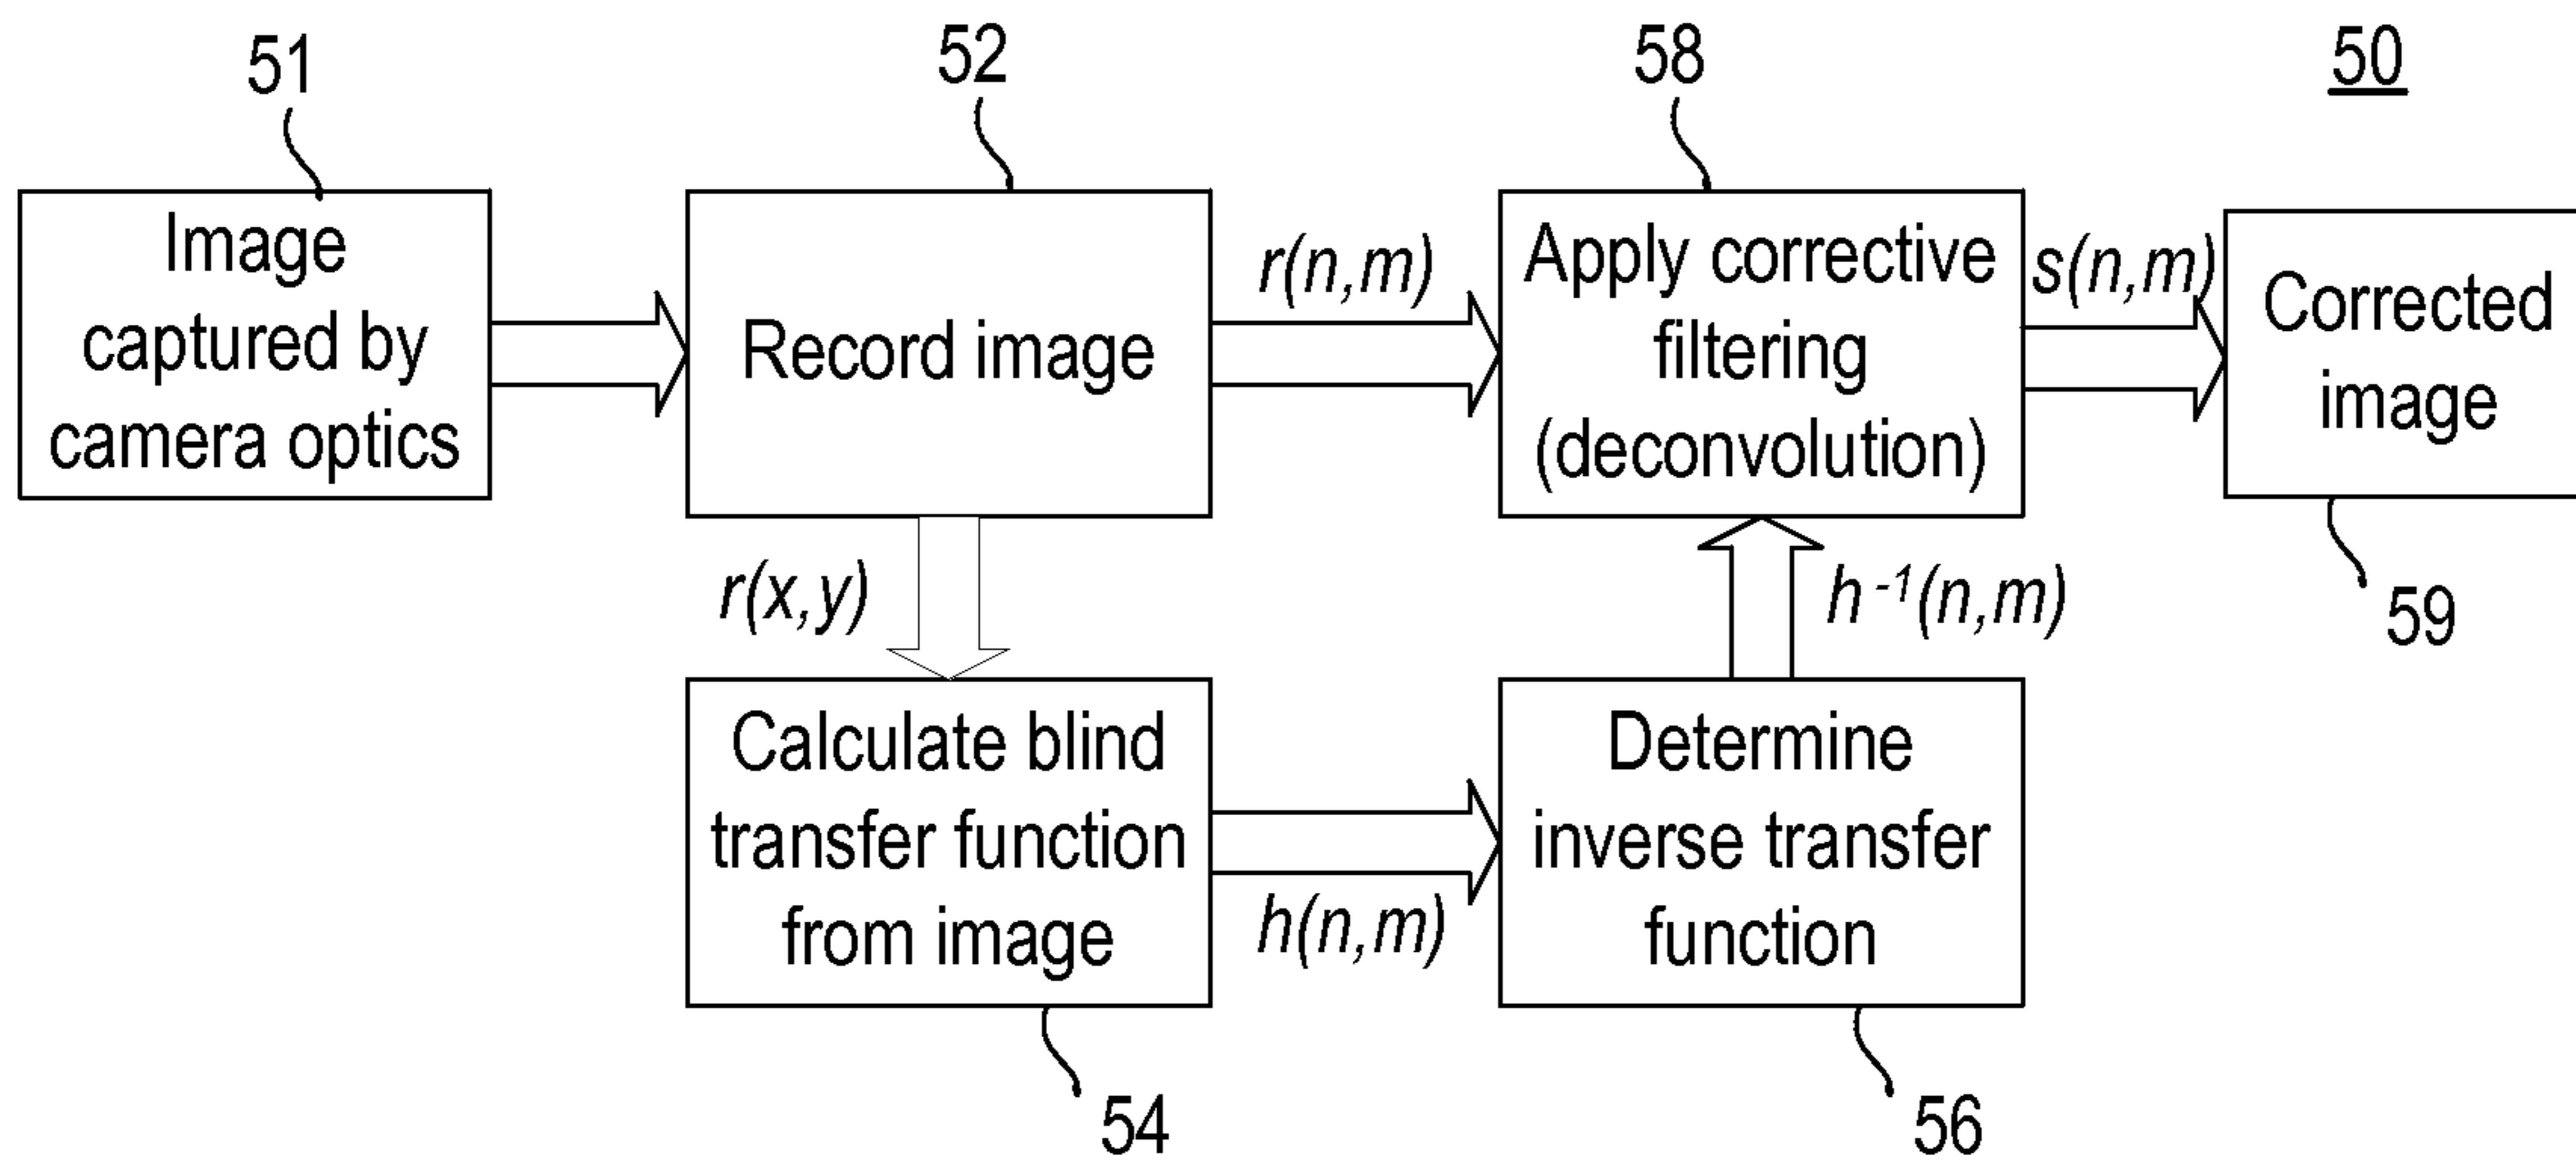 51
52
58
50
Image
captured by
camera optics
Record image
r(n,m)
Apply corrective
filtering
(deconvolution)
s(n,m)
Corrected
image
r(x,y)
h⁻¹(n,m)
59
Calculate blind
transfer function
from image
h(n,m)
Determine
inverse transfer
function
54
56